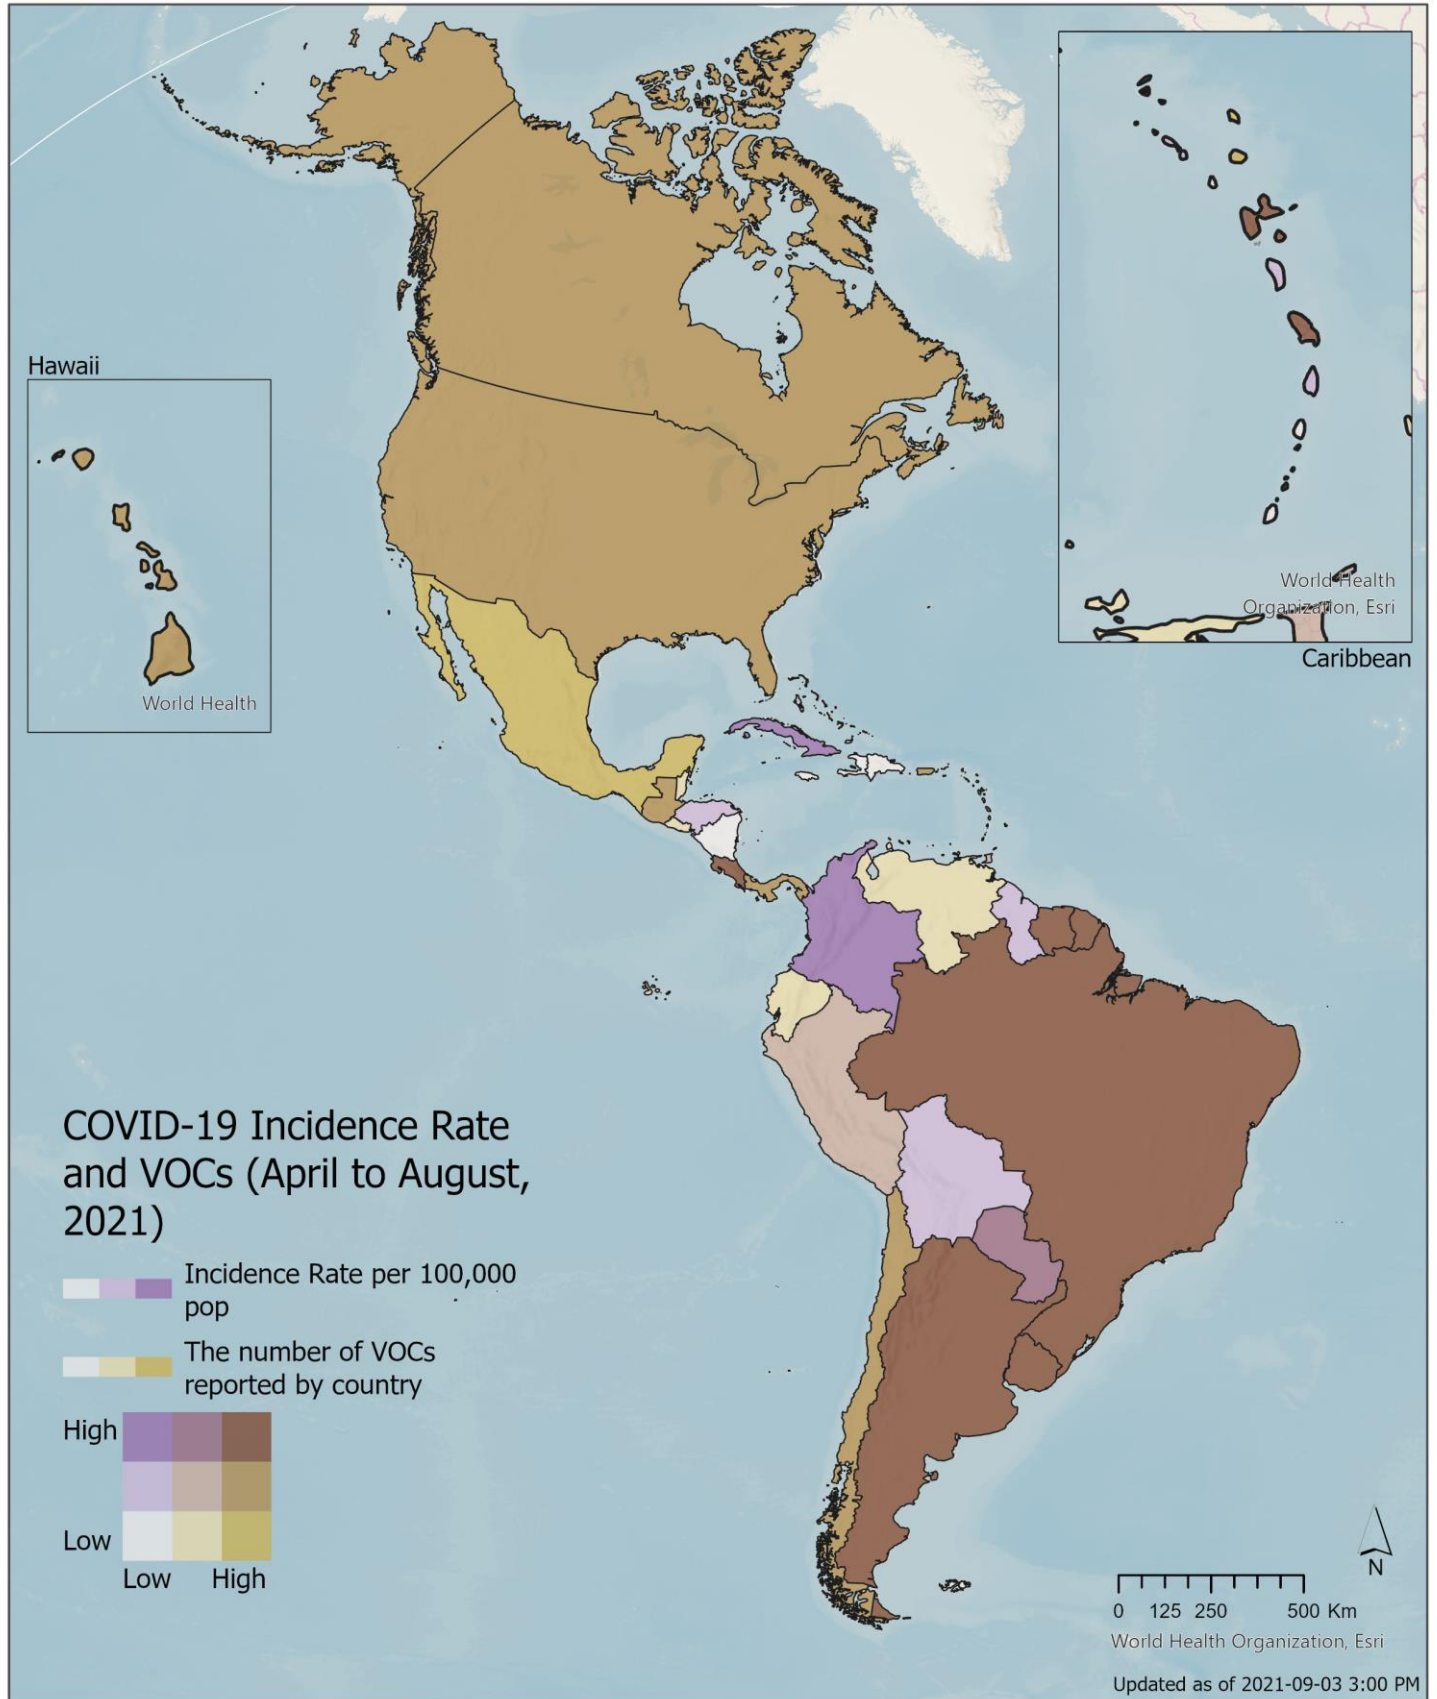 Hawaii
World Health
World Health
Organization, Esri
Caribbean
COVID-19 Incidence Rate
and VOCs (April to August,
2021)
Incidence Rate per 100,000
pop
The number of VOCs
reported by country
High
Low
Low High
N
0 125 250 500 Km
World Health Organization, Esri
Updated as of 2021-09-03 3:00 PM